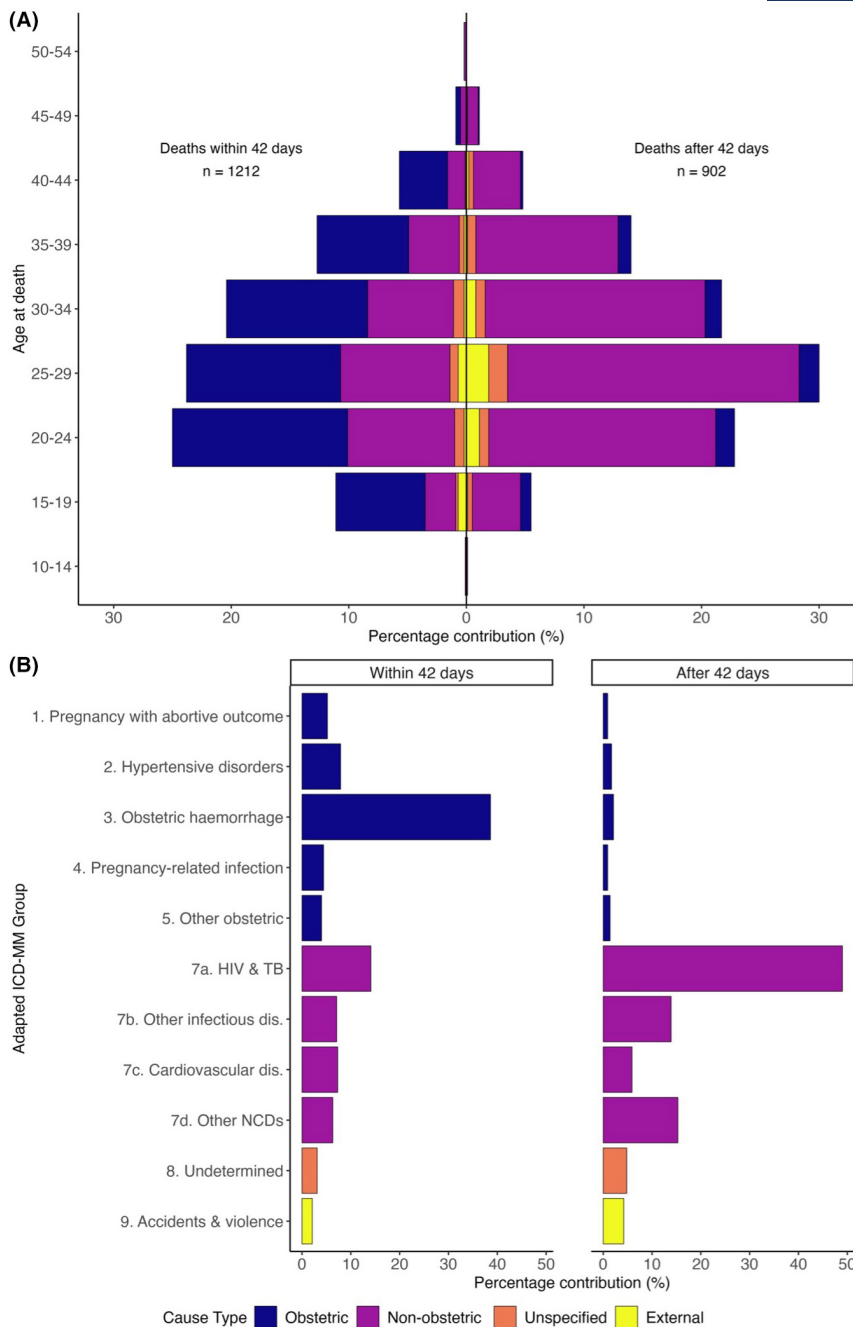 (A)
50-54
45-49
Deaths within 42 days
n = 1212
Deaths after 42 days
n = 902
40-44
35-39
30-34
25-29
20-24
15-19
10-14
Age at death
30 20 10 0 10 20 30
Percentage contribution (%)
(B)
Within 42 days After 42 days
1. Pregnancy with abortive outcome
2. Hypertensive disorders
3. Obstetric haemorrhage
4. Pregnancy-related infection
5. Other obstetric
7a. HIV & TB
7b. Other infectious dis.
7c. Cardiovascular dis.
7d. Other NCDs
8. Undetermined
9. Accidents & violence
Adapted ICD-MM Group
0 10 20 30 40 50 0 10 20 30 40 50
Percentage contribution (%)
Cause Type Obstetric Non-obstetric Unspecified External